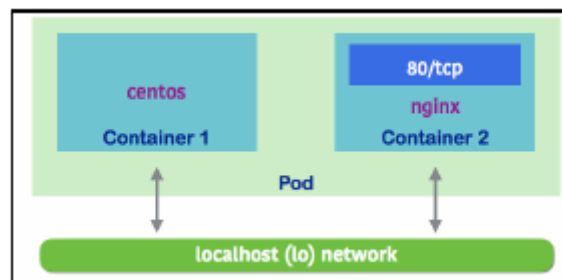 centos
Container 1
80/tcp
nginx
Container 2
Pod
localhost (lo) network